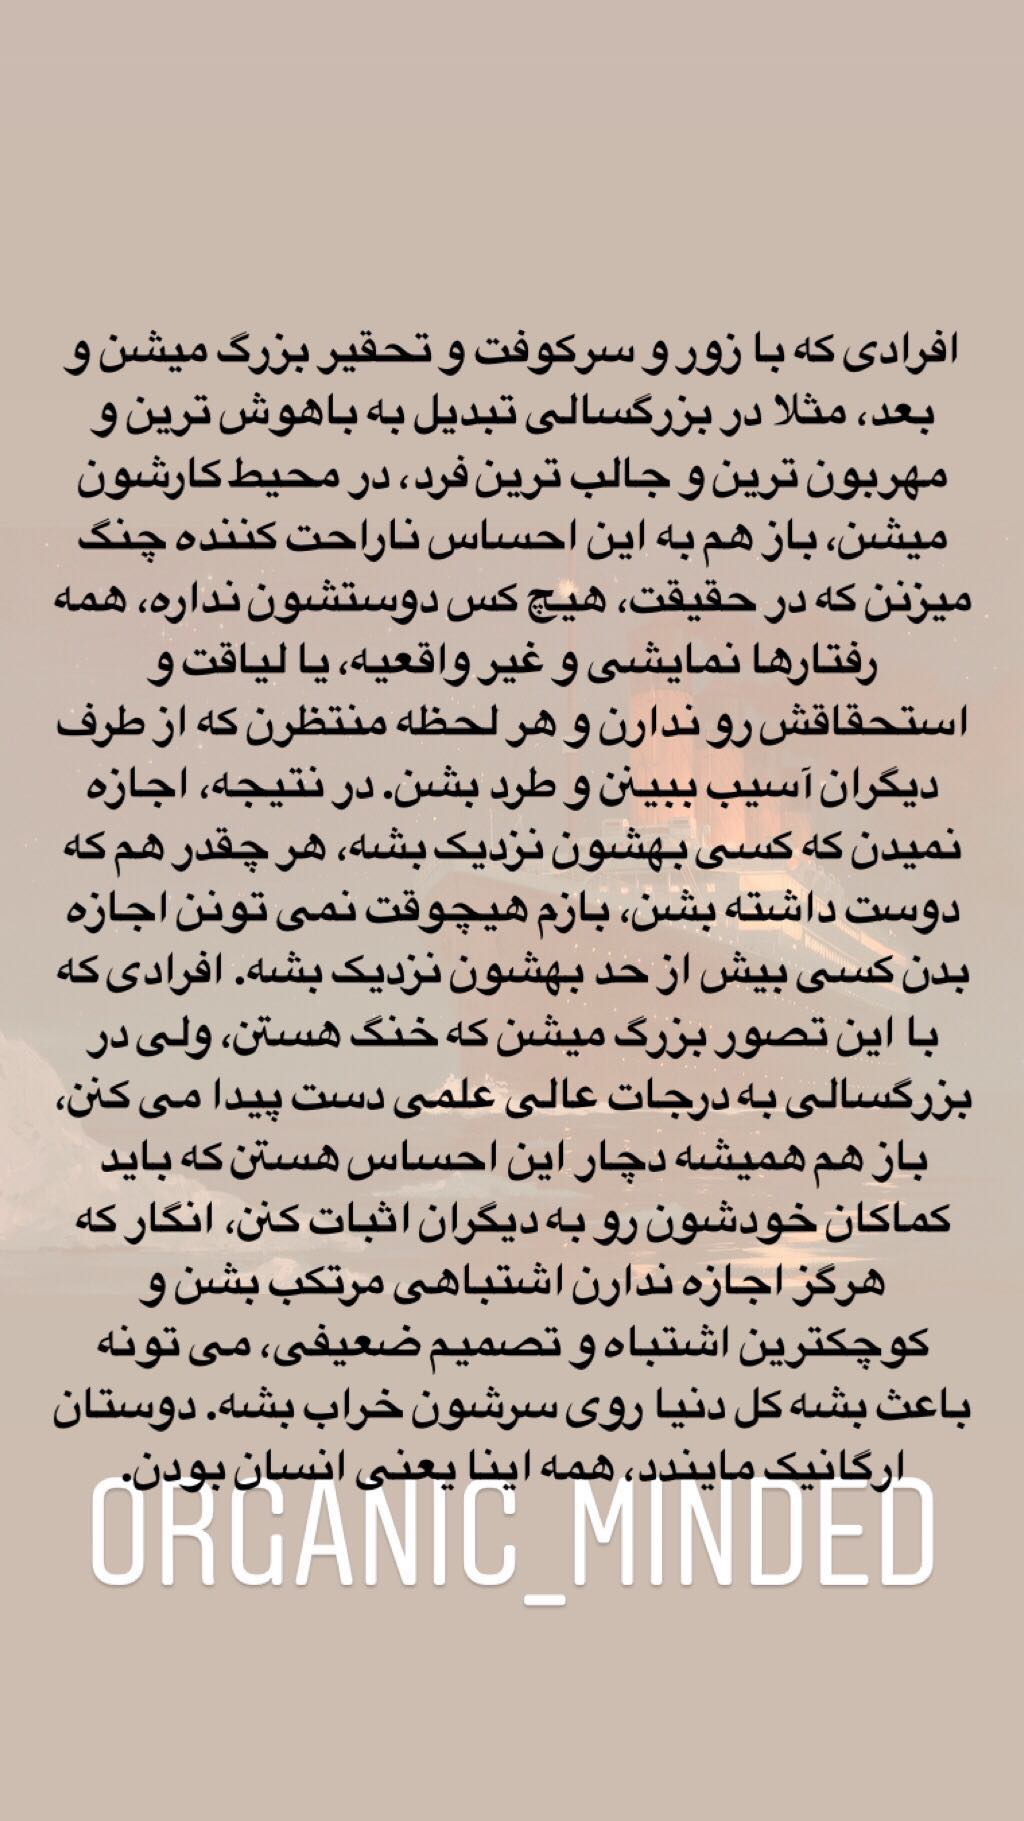 افرادی که با زور و سرکوفت و تحقیر بزرگ میشن و
بعد، مثلا در بزرگسالی تبدیل به باهوش ترین و
مهربون ترین و جالب ترین فرد، در محیط کارشون
میشن، باز هم به این احساس ناراحت کننده چنگ
میزنن که در حقیقت، هیچ کس دوستشون نداره، همه
رفتارها نمایشی و غیر واقعیه، یا لیاقت و
استحقاقش رو ندارن و هر لحظه منتظرن که از طرف
دیگران آسیب ببینن و طرد بشن. در نتیجه، اجازه
نمیدن که کسی بهشون نزدیک بشه، هر چقدر هم که
دوست داشته بشن، بازم هیچوقت نمی تونن اجازه
بدن کسی بیش از حد بهشون نزدیک بشه. افرادی که
با این تصور بزرگ میشن که خنگ هستن، ولی در
بزرگسالی به درجات عالی علمی دست پیدا می کنن،
باز هم همیشه دچار این احساس هستن که باید
کماکان خودشون رو به دیگران اثبات کنن، انگار که
هرگز اجازه ندارن اشتباهی مرتکب بشن و
کوچکترین اشتباه و تصمیم ضعیفی، می تونه
باعث بشه کل دنیا روی سرشون خراب بشه. دوستان
ارگانیک مایندد، همه اینا یعنی انسان بودن.
ORGANIC_MINDED